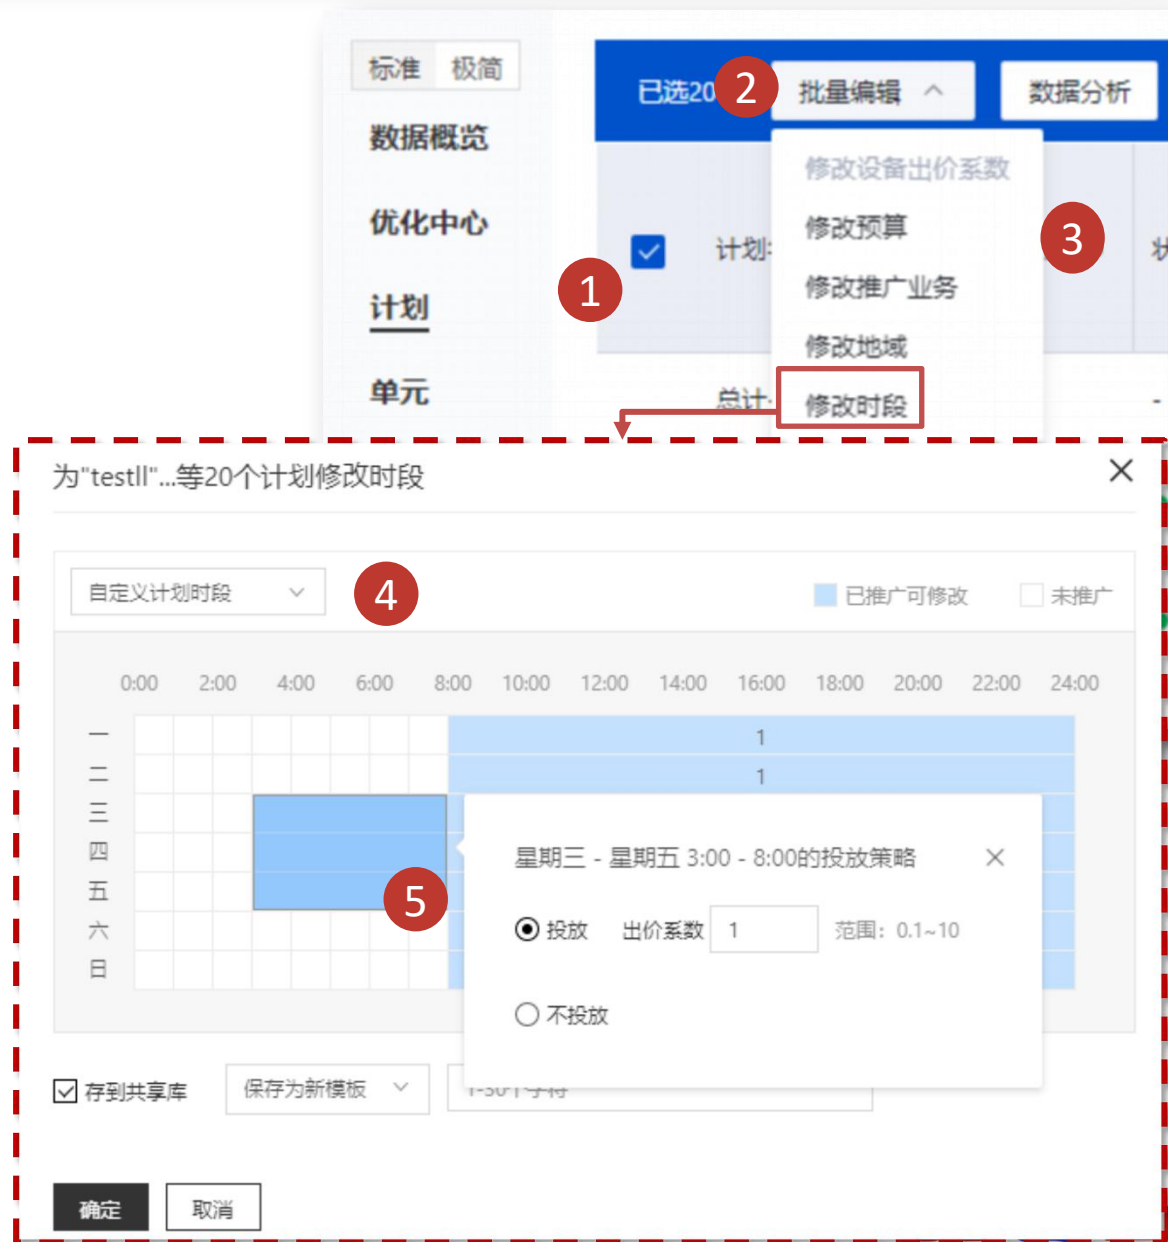 标准 极简
已选20 2 批量编辑 数据分析
数据概览
修改设备出价系数
优化中心
修改预算
3
计划
1
修改推广业务
计划
修改地域
单元
总计-
修改时段
-
为"testll"...等20个计划修改时段
自定义计划时段
4
已推广可修改 未推广
0:00 2:00 4:00 6:00 8:00 10:00 12:00 14:00 16:00 18:00 20:00 22:00 24:00
一 1
二 1
三
四
五
六
日
5
星期三 - 星期五 3:00 - 8:00的投放策略
投放 出价系数 1 范围：0.1~10
不投放
存到共享库 保存为新模板
确定 取消